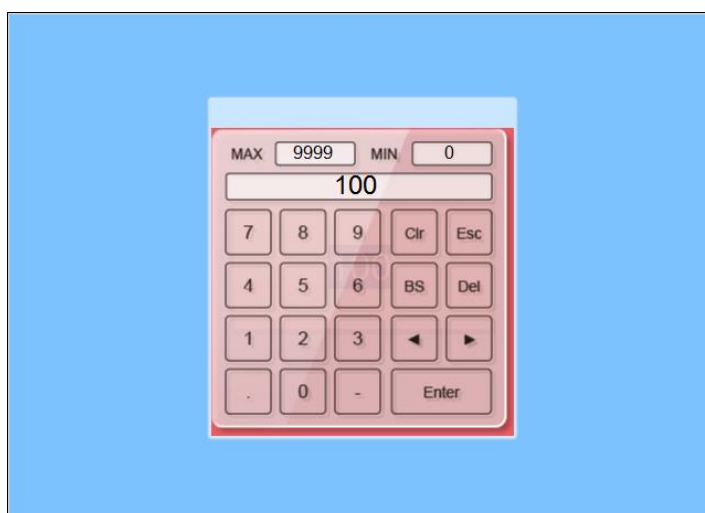 MAX 9999 MIN 0
100
7 8 9 Clr Esc
4 5 6 BS Del
1 2 3 ◄ ►
. 0 - Enter